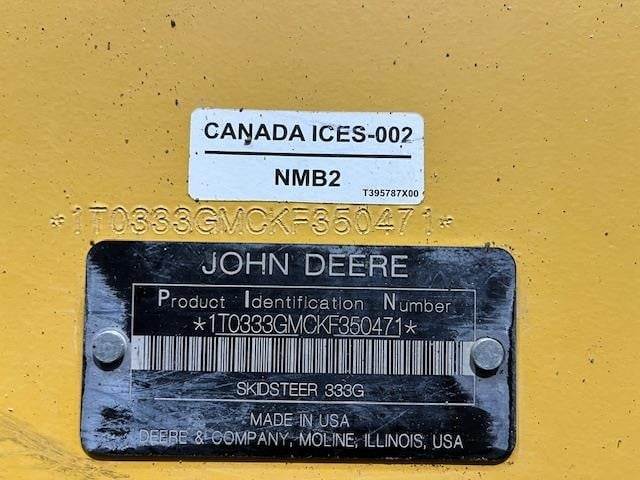 CANADA ICES-002
NMB2
T395787X00
*1T0333GMCKF350471*
JOHN DEERE
Product Identification Number
*1T0333GMCKF350471*
SKIDSTEER 333G
MADE IN USA
DEERE & COMPANY, MOLINE, ILLINOIS, USA